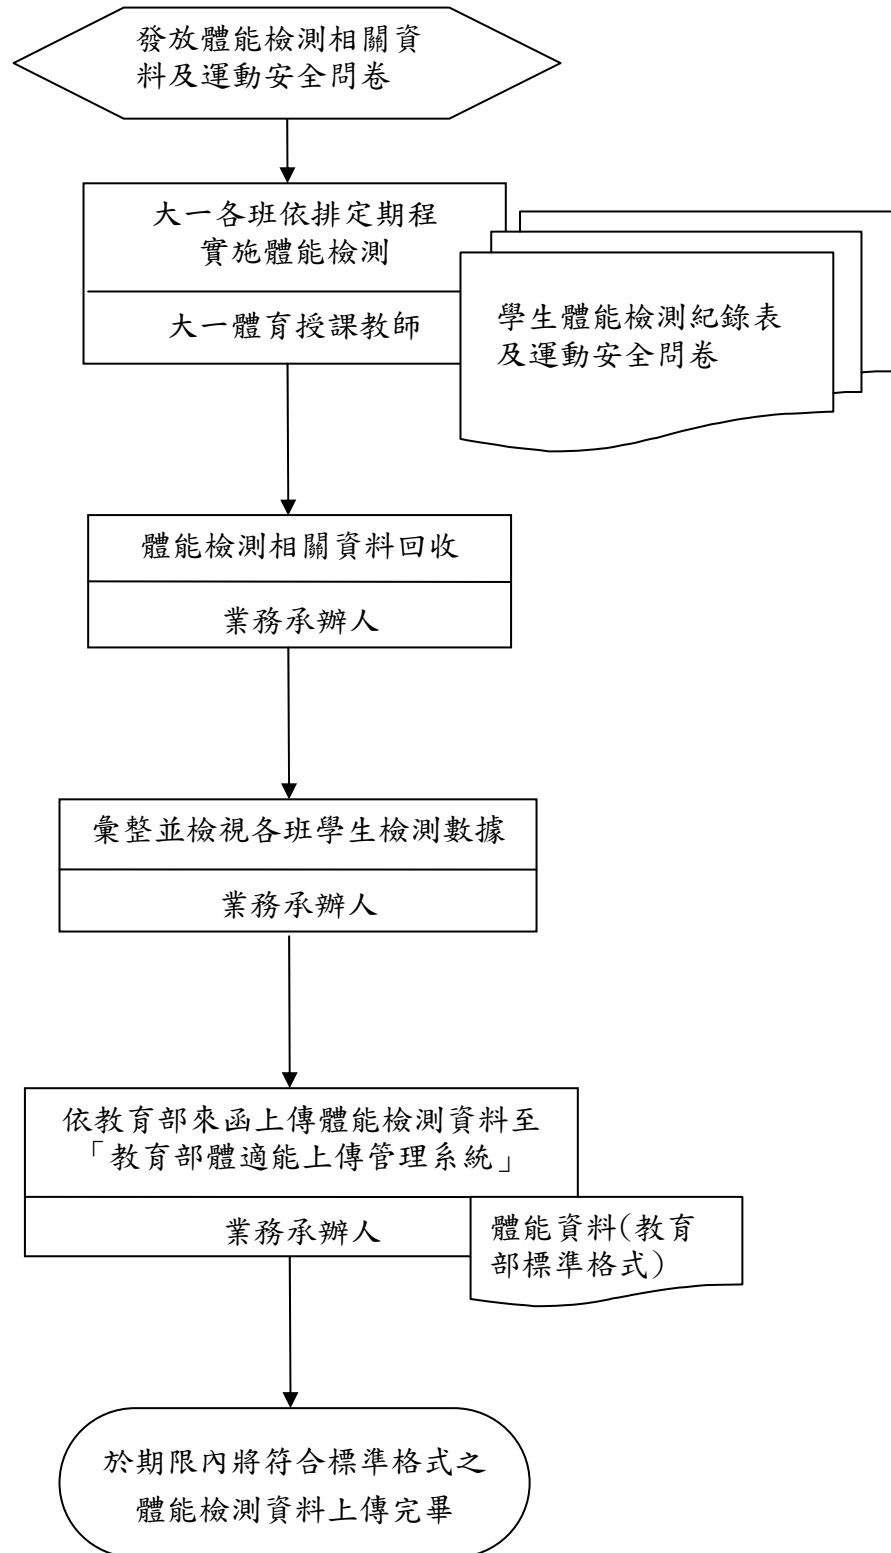 發放體能檢測相關資
料及運動安全問卷
大一各班依排定期程
實施體能檢測
大一體育授課教師
學生體能檢測紀錄表
及運動安全問卷
體能檢測相關資料回收
業務承辦人
彙整並檢視各班學生檢測數據
業務承辦人
依教育部來函上傳體能檢測資料至
「教育部體適能上傳管理系統」
業務承辦人
體能資料(教育
部標準格式)
於期限內將符合標準格式之
體能檢測資料上傳完畢